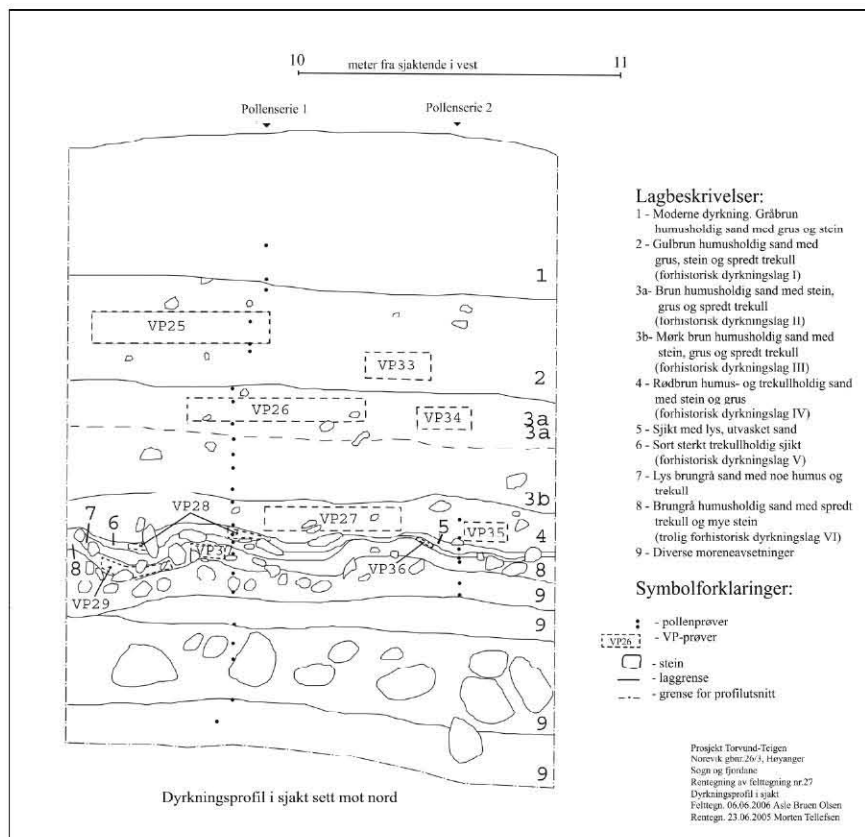 10
meter fra sjaktende i vest
11
Pollenserie 1
Pollenserie 2
1
VP25
VP33
2
VP26
VP34
3a
3a
3b
VP28
VP27
5
VP35
4
7
6
VP37
VP36
8
8
VP29
9
9
9
9
Dyrkningsprofil i sjakt sett mot nord
Lagbeskrivelser:
1 - Moderne dyrkning. Gråbrun
humusholdig sand med grus og stein
2 - Gulbrun humusholdig sand med
grus, stein og spredt trekull
(forhistorisk dyrkningslag I)
3a- Brun humusholdig sand med stein,
grus og spredt trekull
(forhistorisk dyrkningslag II)
3b- Mørk brun humusholdig sand med
stein, grus og spredt trekull
(forhistorisk dyrkningslag III)
4 - Rødbrun humus- og trekullholdig sand
med stein og grus
(forhistorisk dyrkningslag IV)
5 - Sjikt med lys, utvasket sand
6 - Sort sterkt trekullholdig sjikt
(forhistorisk dyrkningslag V)
7 - Lys brungrå sand med noe humus og
trekull
8 - Brungrå humusholdig sand med spredt
trekull og mye stein
(trolig forhistorisk dyrkningslag VI)
9 - Diverse moreneavsetninger
Symbolforklaringer:
- pollenprøver
VP26 - VP-prøver
- stein
- laggrense
- grense for profilutsnitt
Prosjekt Torvund-Teigen
Norevik gbnr.26/3, Høyanger
Sogn og fjordane
Rentegning av felttegning nr.27
Dyrkningsprofil i sjakt
Felttegn. 06.06.2006 Asle Bruen Olsen
Rentegn. 23.06.2005 Morten Tellefsen